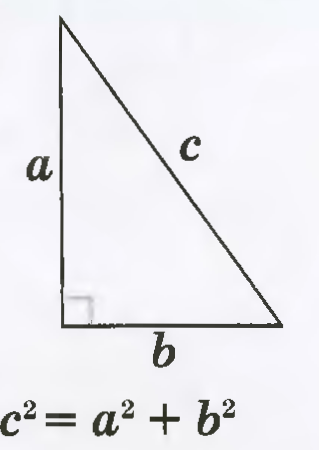 a
c
b
c² = a² + b²